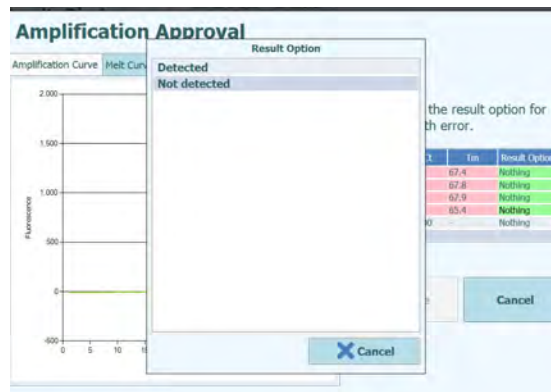 Amplification Approval
Amplification Curve
Melt Curv
Result Option
Detected
Not detected
the result option for
th error.
Ct Tm Result Optio
67.4 Nothing
67.8 Nothing
67.9 Nothing
65.4 Nothing
Nothing
2.000
1.500
1.000
500
0
-500
Fluorescence
0 5 10
Cancel
Cancel